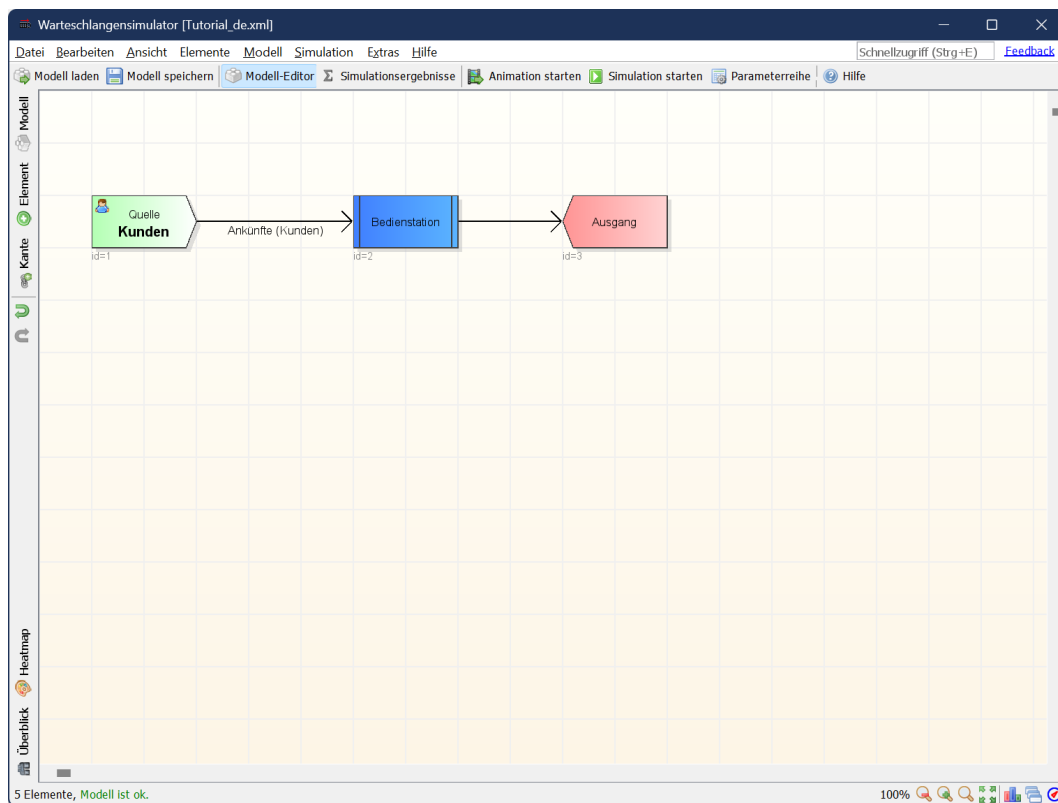 Warteschlangensimulator [Tutorial_de.xml]
Datei Bearbeiten Ansicht Elemente Modell Simulation Extras Hilfe Schnellzugriff (Strg+E) Feedback
Modell laden Modell speichern Modell-Editor Σ Simulationsergebnisse Animation starten Simulation starten Parameterreihe Hilfe
Modell
Element
Kante
Quelle
Kunden
id=1
Ankünfte (Kunden)
Bedienstation
id=2
Ausgang
id=3
Heatmap
Überblick
5 Elemente, Modell ist ok. 100%